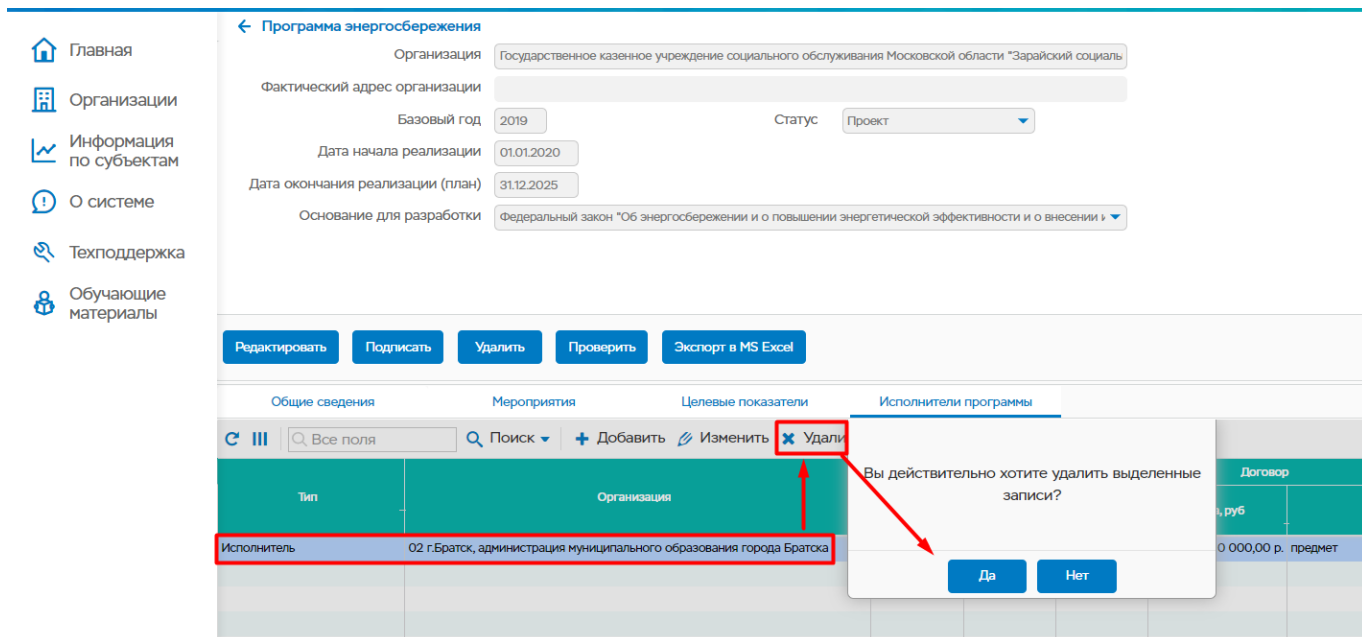 Программа энергосбережения
Главная
Организации
Информация
по субъектам
О системе
Техподдержка
Обучающие
материалы
Организация Государственное казенное учреждение социального обслуживания Московской области "Зарайский социаль
Фактический адрес организации
Базовый год 2019 Статус Проект
Дата начала реализации 01.01.2020
Дата окончания реализации (план) 31.12.2025
Основание для разработки Федеральный закон "Об энергосбережении и о повышении энергетической эффективности и о внесении и
Редактировать Подписать Удалить Проверить Экспорт в MS Excel
Общие сведения Мероприятия Целевые показатели Исполнители программы
Все поля Поиск Добавить Изменить Удали
Вы действительно хотите удалить выделенные
записи?
Да Нет
Тип Организация Договор
, руб
Исполнитель 02 г.Братск, администрация муниципального образования города Братска 0 000,00 р. предмет